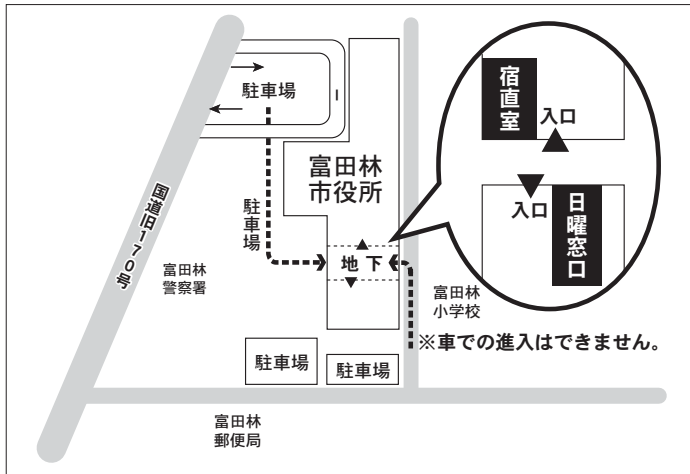 駐車場
富田林
市役所
駐車場
国道旧170号
富田林
警察署
地下
富田林
小学校
※車での進入はできません。
駐車場
駐車場
富田林
郵便局
宿直室
入口
入口
日曜窓口